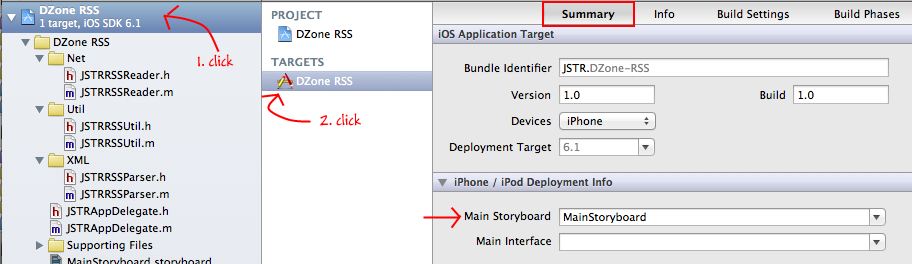 DZone RSS
1 target, iOS SDK 6.1
1. click
DZone RSS
Net
JSTRRSSReader.h
JSTRRSSReader.m
Util
JSTRRSSUtil.h
JSTRRSSUtil.m
XML
JSTRRSSParser.h
JSTRRSSParser.m
JSTRAppDelegate.h
JSTRAppDelegate.m
Supporting Files
MainStoryboard.storyboard
PROJECT
DZone RSS
TARGETS
DZone RSS
2. click
Summary Info Build Settings Build Phases
iOS Application Target
Bundle Identifier JSTR.DZone-RSS
Version 1.0 Build 1.0
Devices iPhone
Deployment Target 6.1
iPhone / iPod Deployment Info
Main Storyboard MainStoryboard
Main Interface